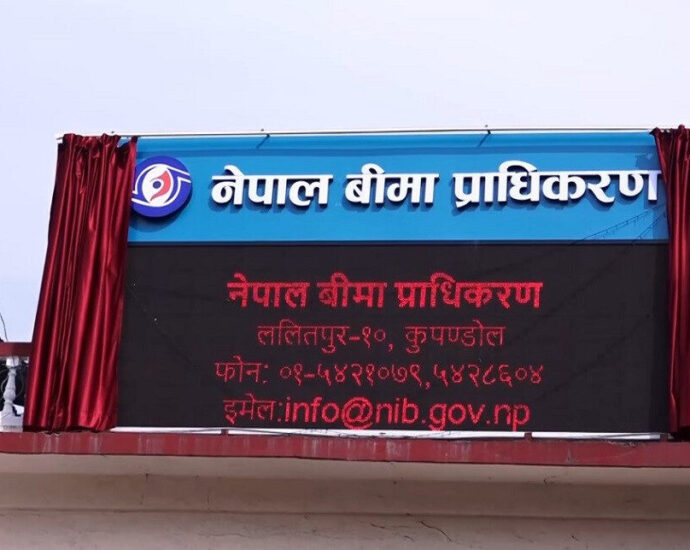 नेपाल बीमा प्राधिकरण
नेपाल बीमा प्राधिकरण
ललितपुर-१०, कुपण्डोल
फोन: ०१-५४२१०७९,५४२८६०४
इमेल:info@nib.gov.np